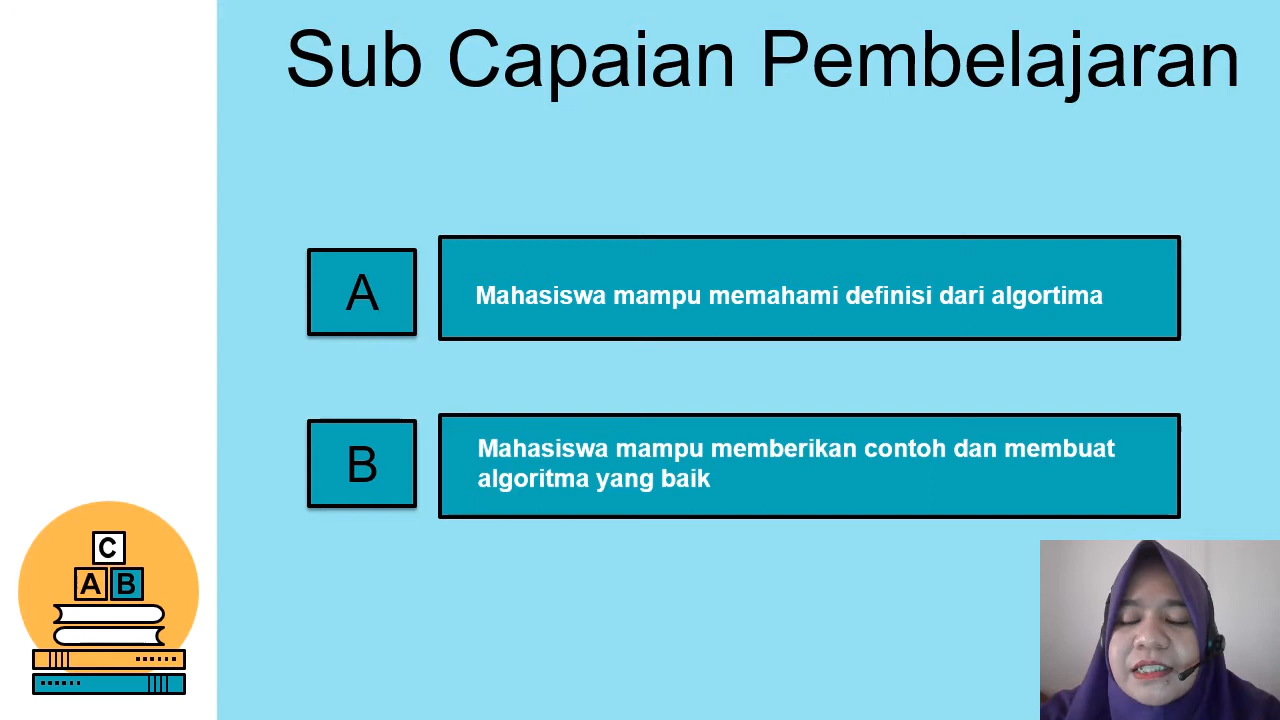 Sub Capaian Pembelajaran
A
Mahasiswa mampu memahami definisi dari algortima
B
Mahasiswa mampu memberikan contoh dan membuat
algoritma yang baik
C
A B